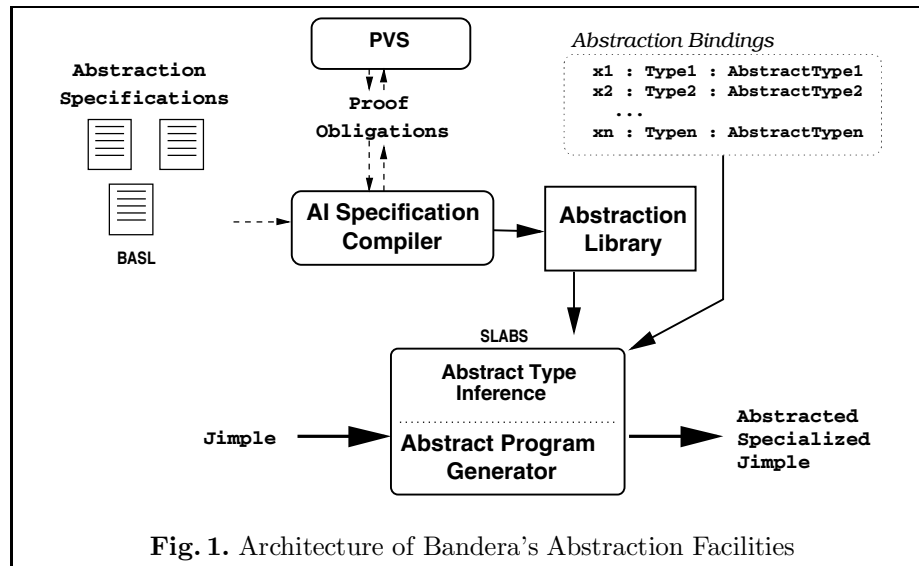 PVS
Abstraction Bindings
x1 : Type1 : AbstractType1
x2 : Type2 : AbstractType2
...
xn : Typen : AbstractTypen
Abstraction
Specifications
Proof
Obligations
BASL
AI Specification
Compiler
Abstraction
Library
SLABS
Abstract Type
Inference
Jimple
Abstract Program
Generator
Abstracted
Specialized
Jimple
Fig. 1. Architecture of Bandera's Abstraction Facilities